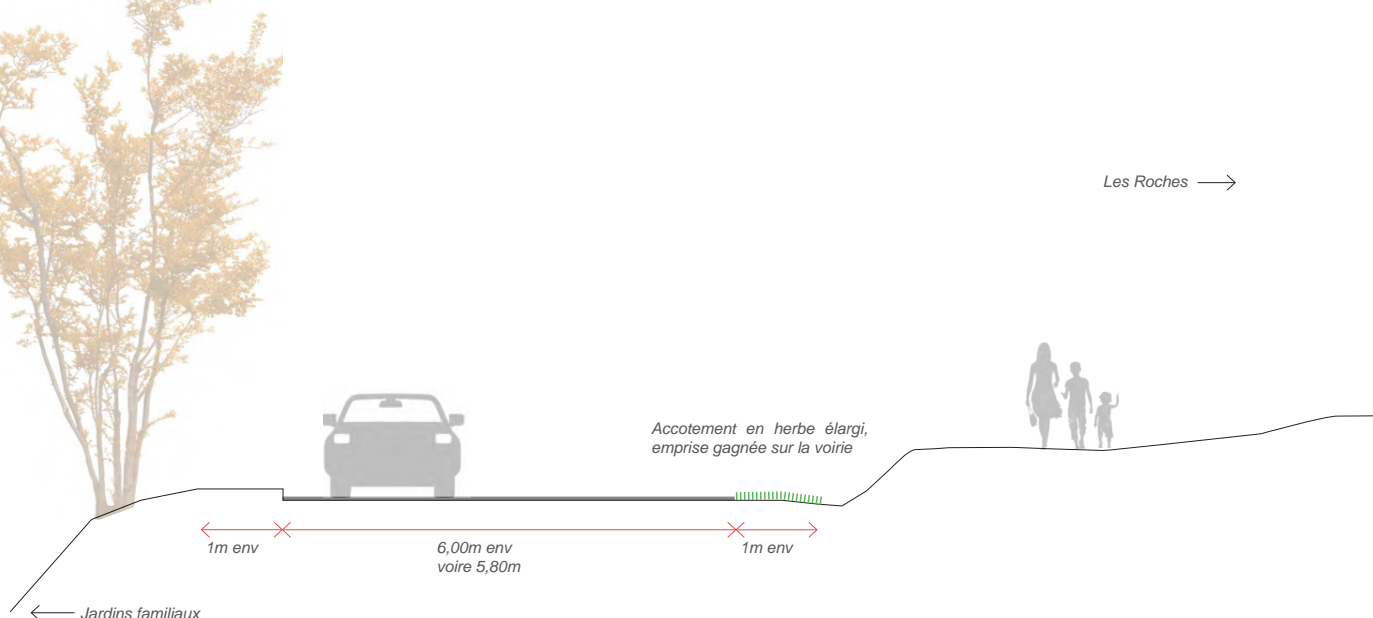 Les Roches
Accotement en herbe élargi,
emprise gagnée sur la voirie
1m env
6,00m env
voire 5,80m
1m env
Jardins familiaux